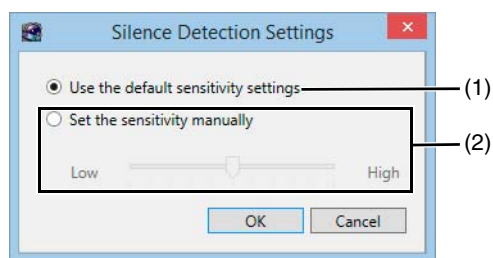 Silence Detection Settings
Use the default sensitivity settings
(1)
Set the sensitivity manually
(2)
Low High
OK Cancel